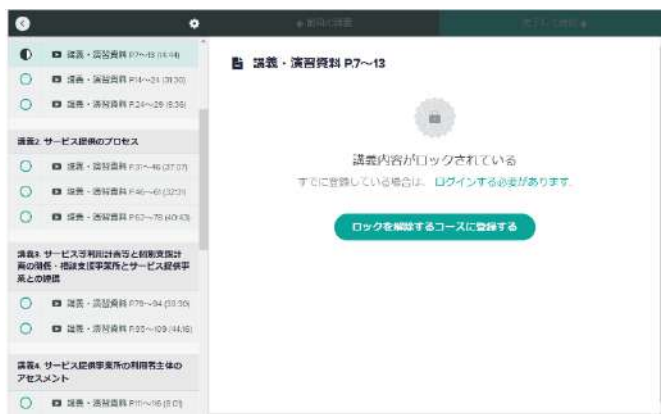 講義・演習資料 P.7〜13 (14:44)
講義・演習資料 P.14〜23
講義・演習資料 P.24〜29 (8:36)
講義2. サービス提供のプロセス
講義・演習資料 P.31〜46 (37:07)
講義・演習資料 P.46〜61 (32:31)
講義・演習資料 P.62〜78 (40:43)
講義3. サービス等利用計画等と個別支援計
画の関係・相談支援事業所とサービス提供事
業との連携
講義・演習資料 P.79〜94
講義・演習資料 P.95〜109 (44:16)
講義4. サービス提供事業所の利用者主体の
アセスメント
講義・演習資料 P.111〜116
講義・演習資料 P.7〜13
講義内容がロックされている
すでに登録している場合は、 ログインする必要があります.
ロックを解除するコースに登録する